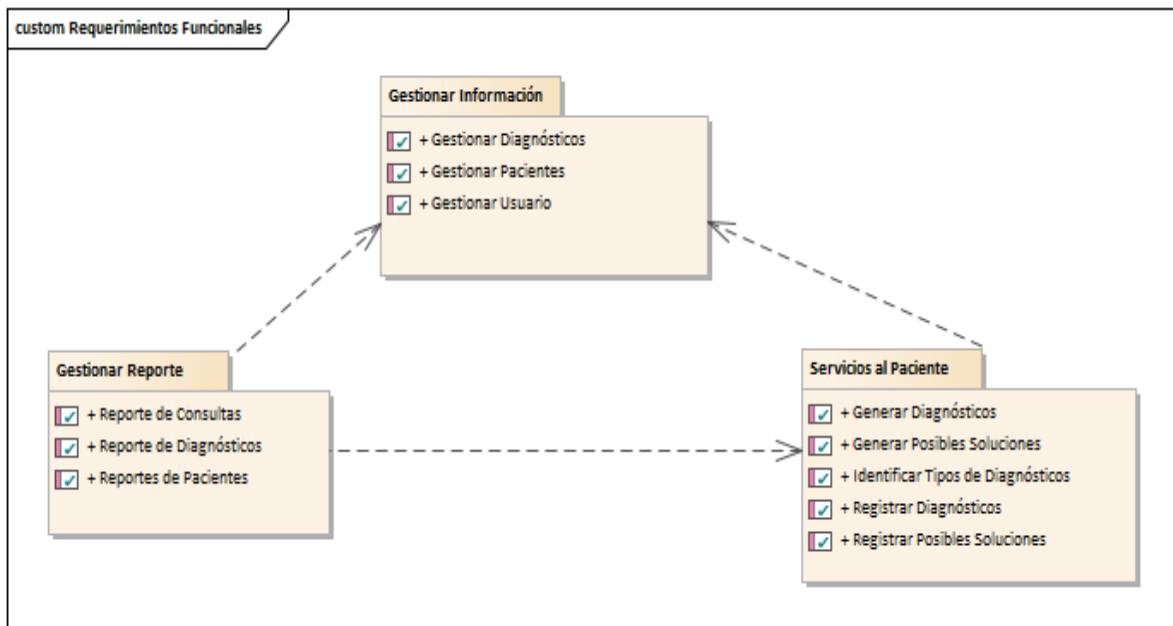 custom Requerimientos Funcionales
Gestionar Información
+ Gestionar Diagnósticos
+ Gestionar Pacientes
+ Gestionar Usuario
Gestionar Reporte
+ Reporte de Consultas
+ Reporte de Diagnósticos
+ Reportes de Pacientes
Servicios al Paciente
+ Generar Diagnósticos
+ Generar Posibles Soluciones
+ Identificar Tipos de Diagnósticos
+ Registrar Diagnósticos
+ Registrar Posibles Soluciones